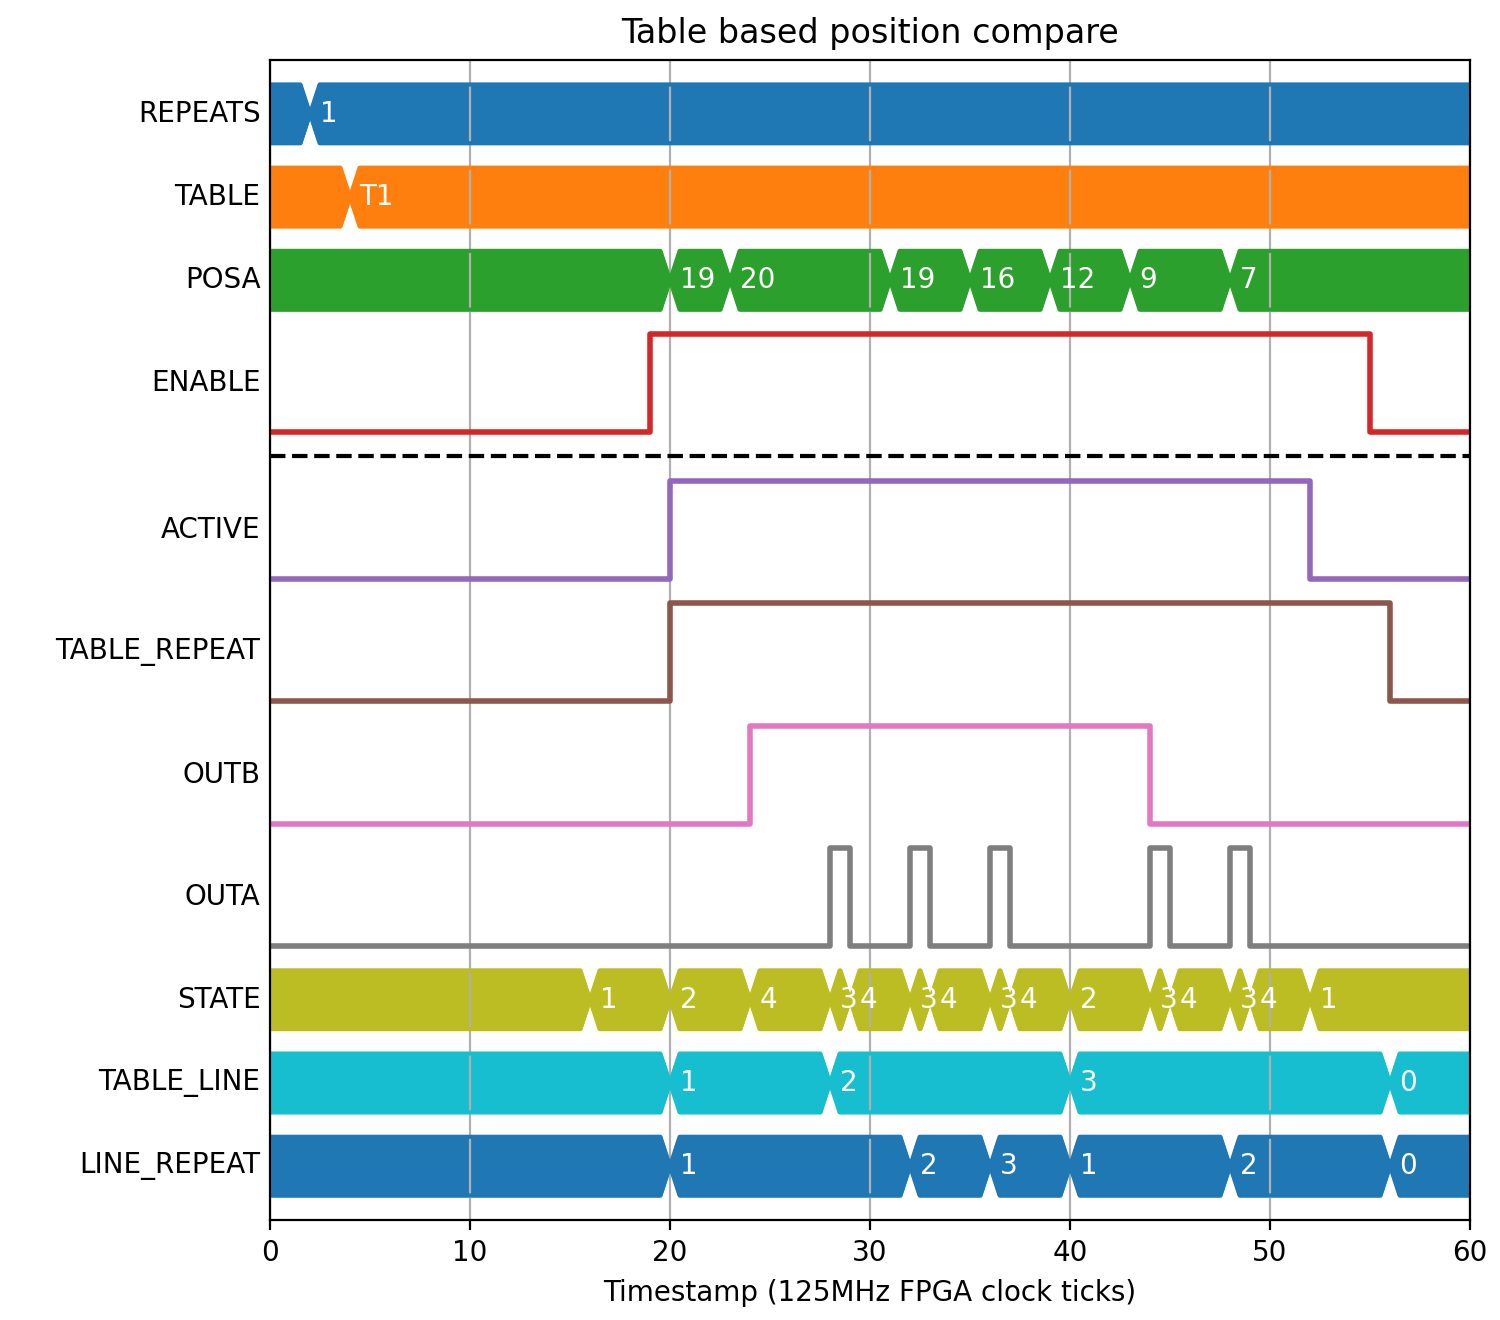 Table based position compare
REPEATS 1
TABLE T1
POSA 19 20 19 16 12 9 7
ENABLE
ACTIVE
TABLE_REPEAT
OUTB
OUTA
STATE 1 2 4 3 4 3 4 3 4 2 3 4 3 4 1
TABLE_LINE 1 2 3 0
LINE_REPEAT 1 2 3 1 2 0
0 10 20 30 40 50 60
Timestamp (125MHz FPGA clock ticks)